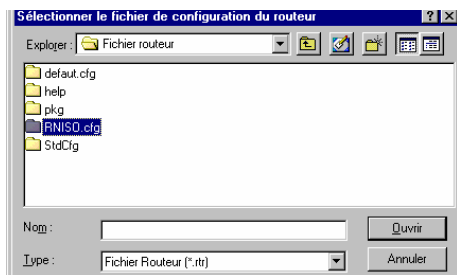 Sélectionner le fichier de configuration du routeur
Explorer : Fichier routeur
defaut.cfg
help
pkg
RNISO.cfg
StdCfg
Nom :
Ouvrir
Type : Fichier Routeur (*.rtr)
Annuler